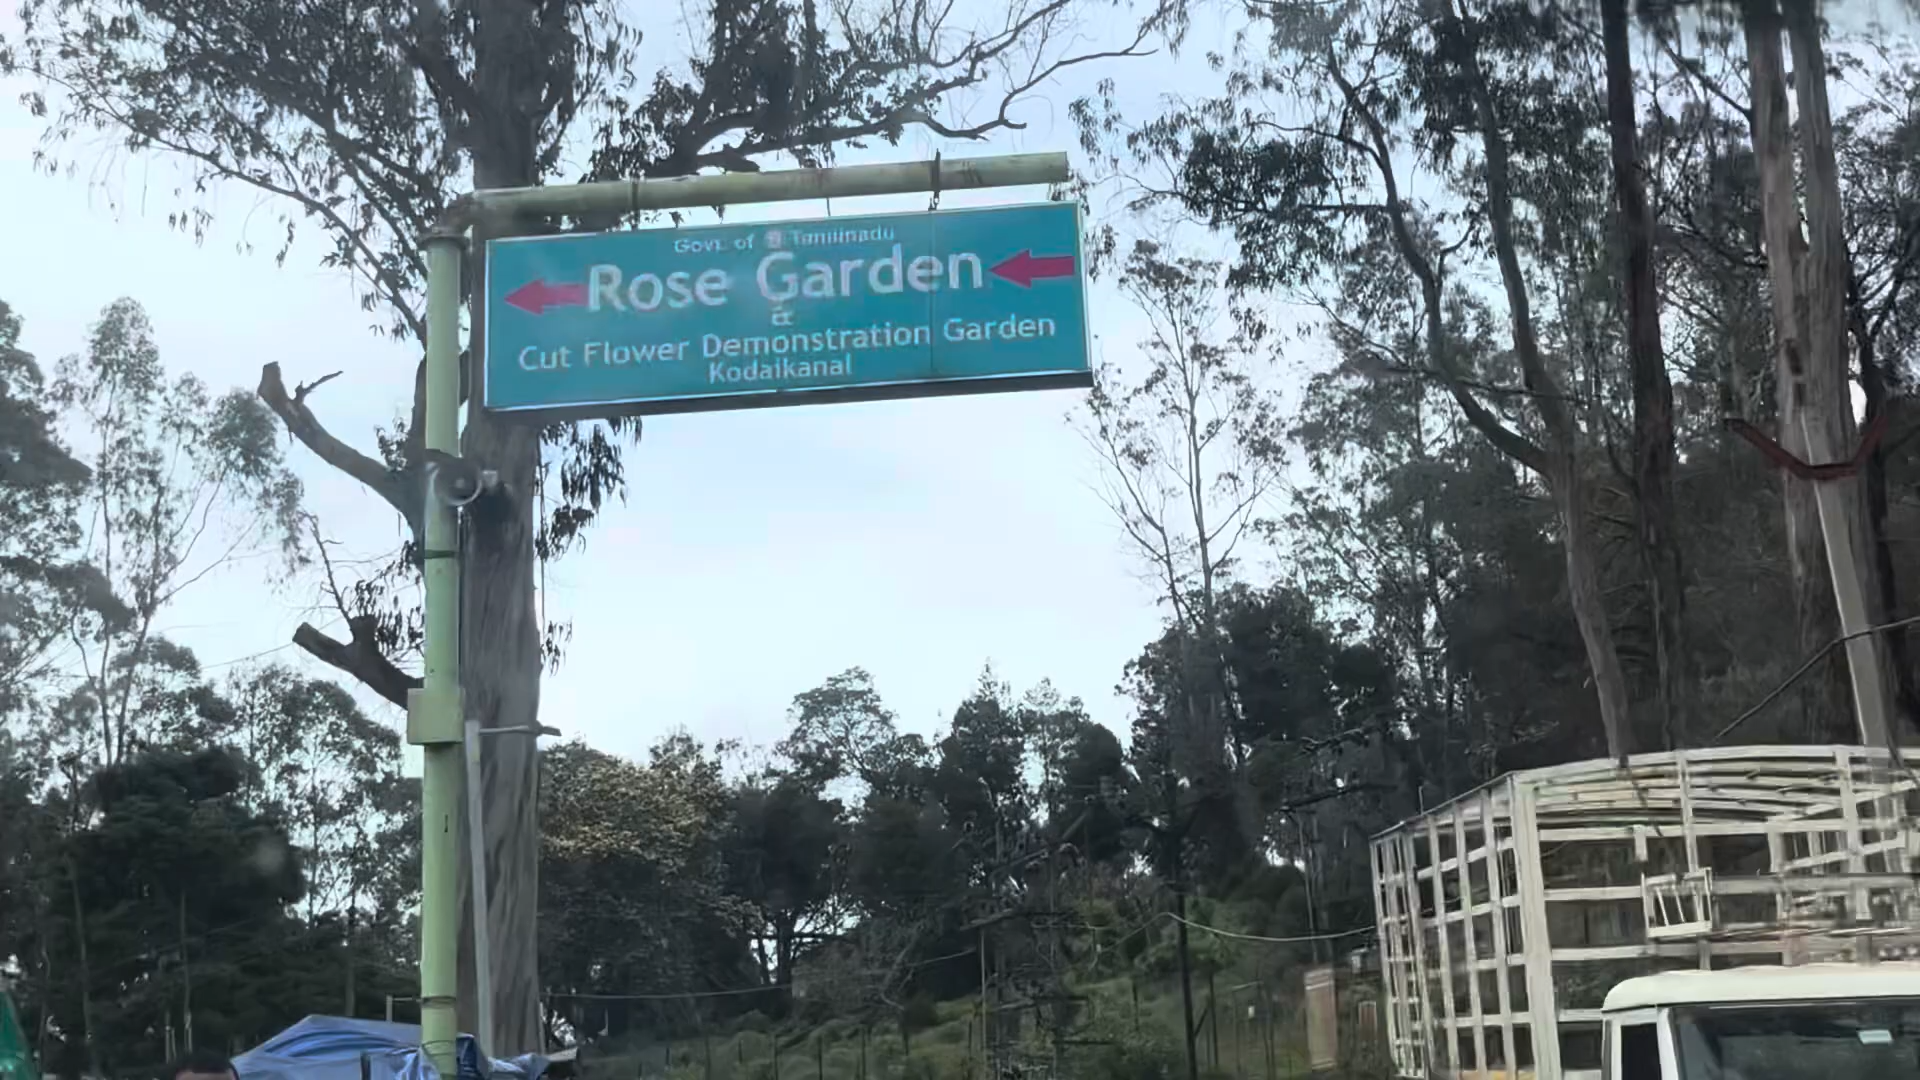 Govt. of Tamilnadu
Rose Garden
&
Cut Flower Demonstration Garden
Kodaikanal